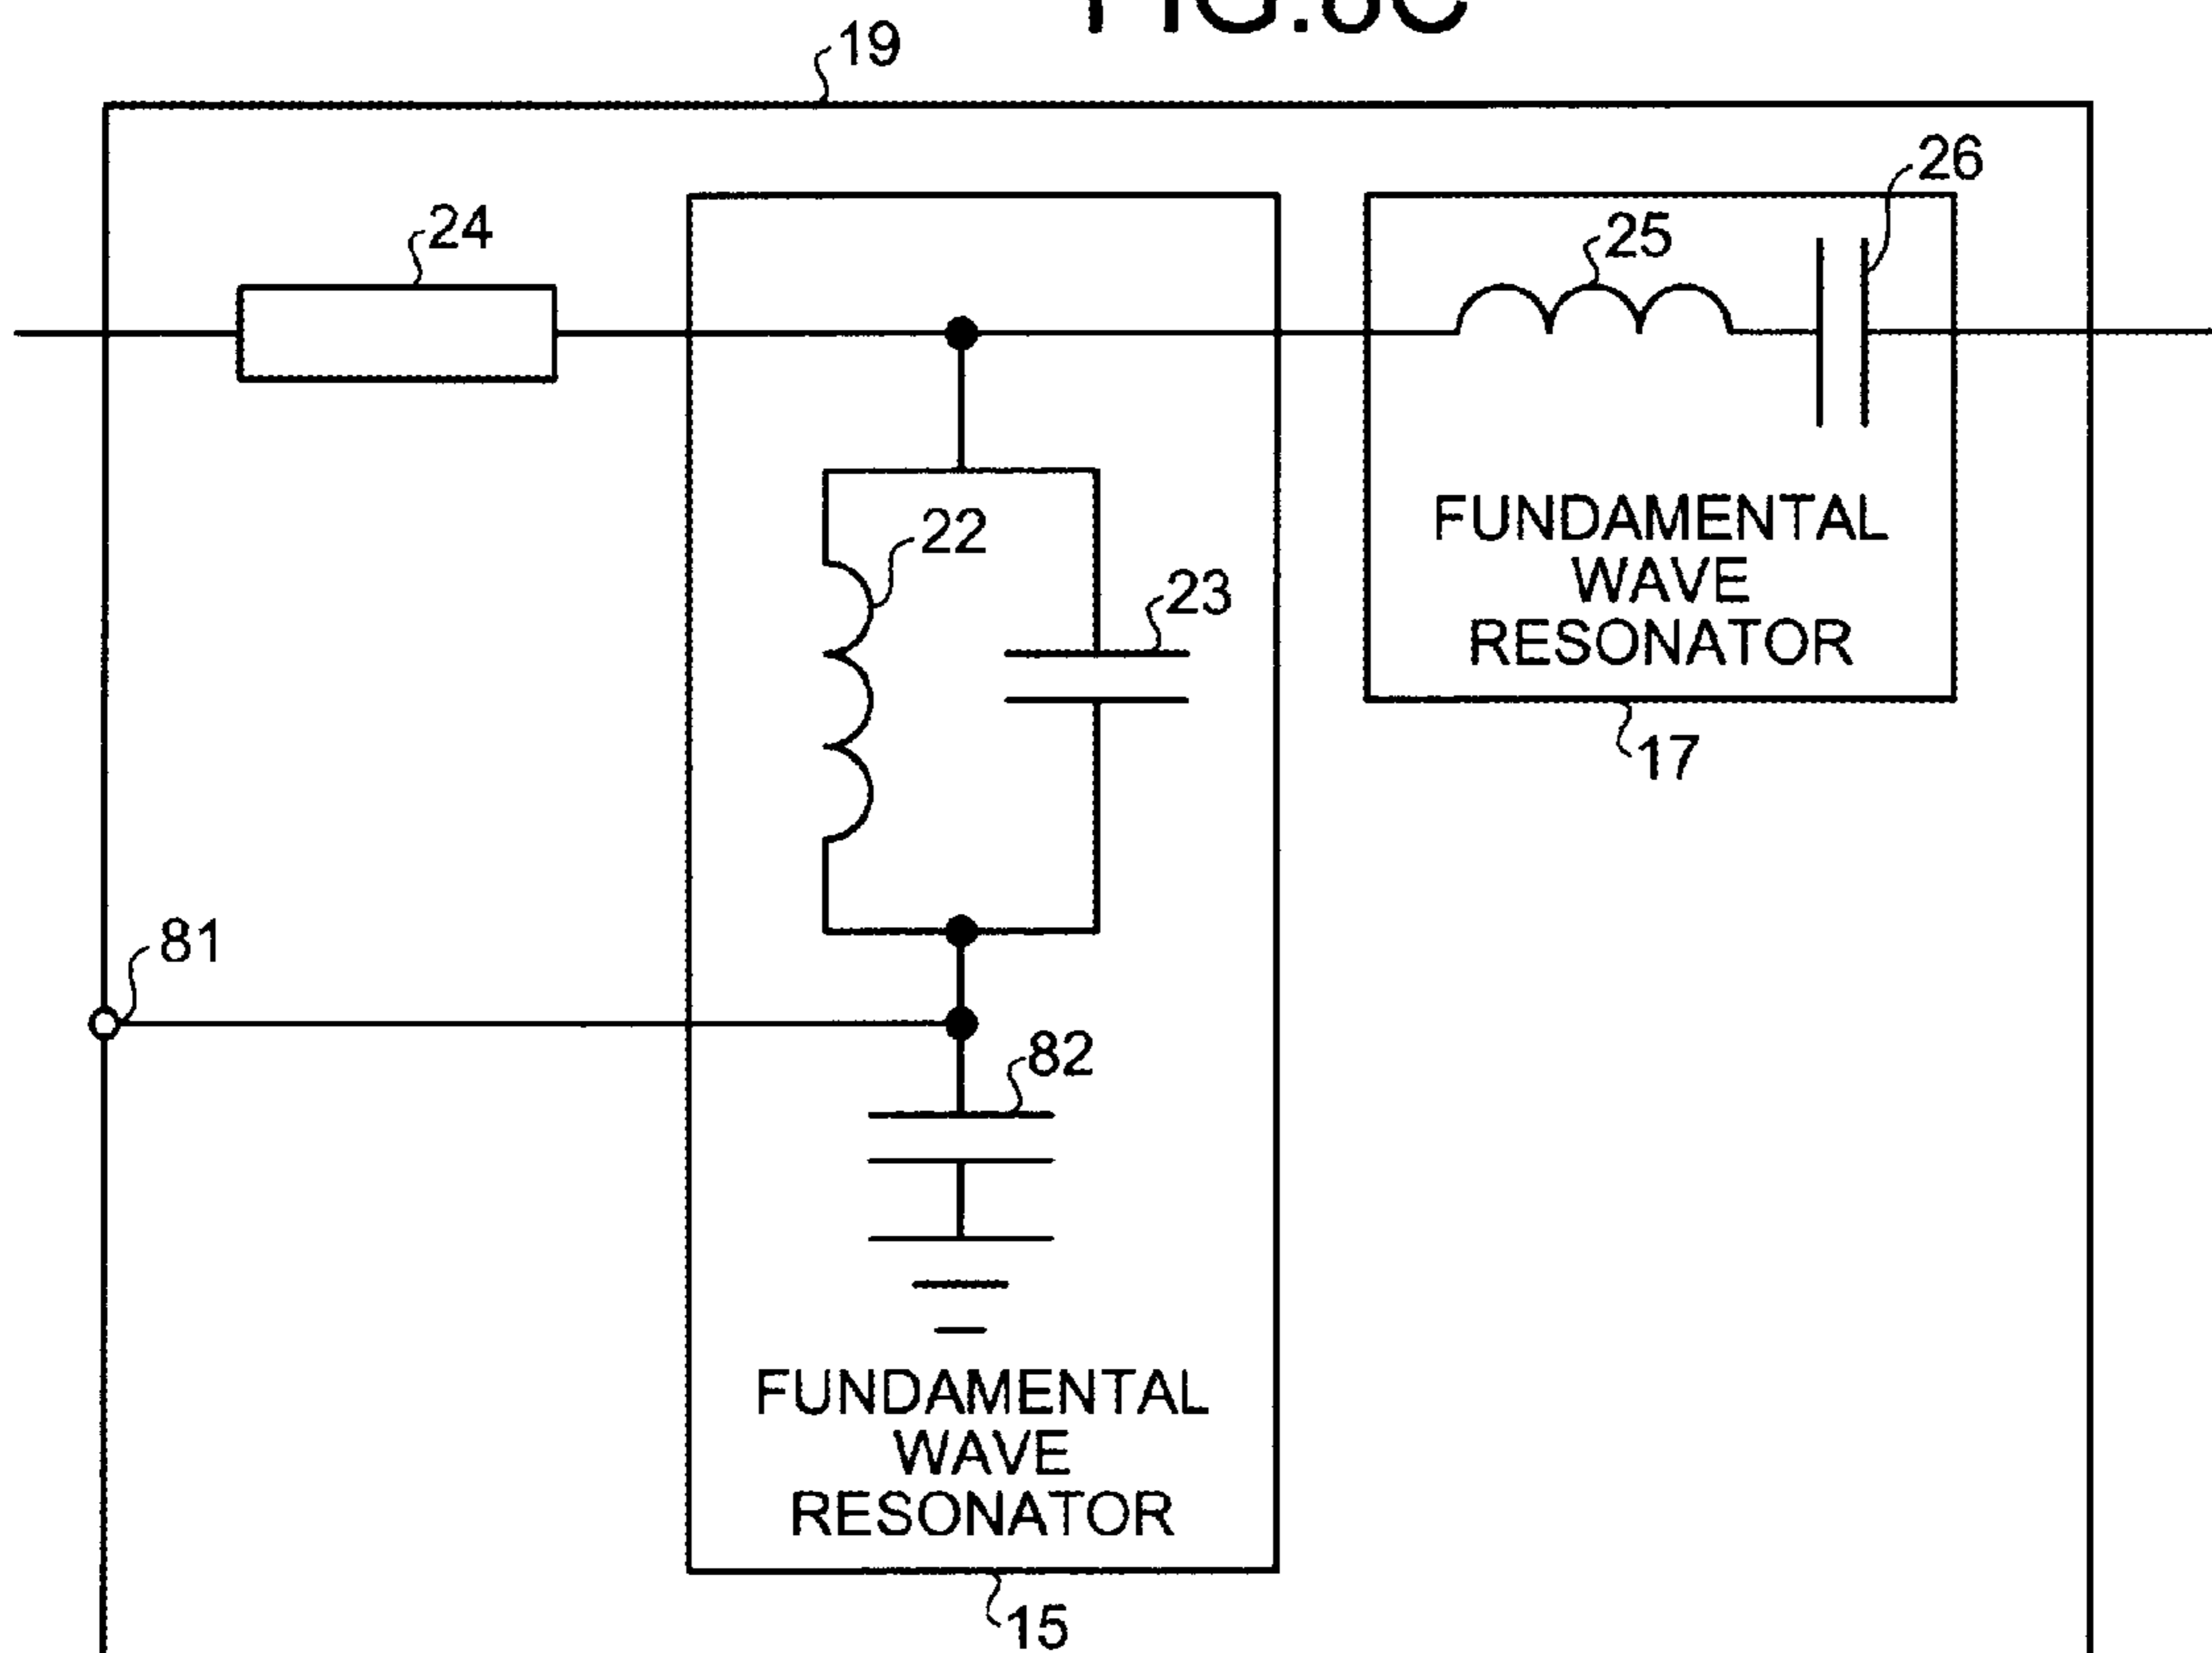 19
26
24
25
22
FUNDAMENTAL
WAVE
RESONATOR
23
17
81
82
FUNDAMENTAL
WAVE
RESONATOR
15